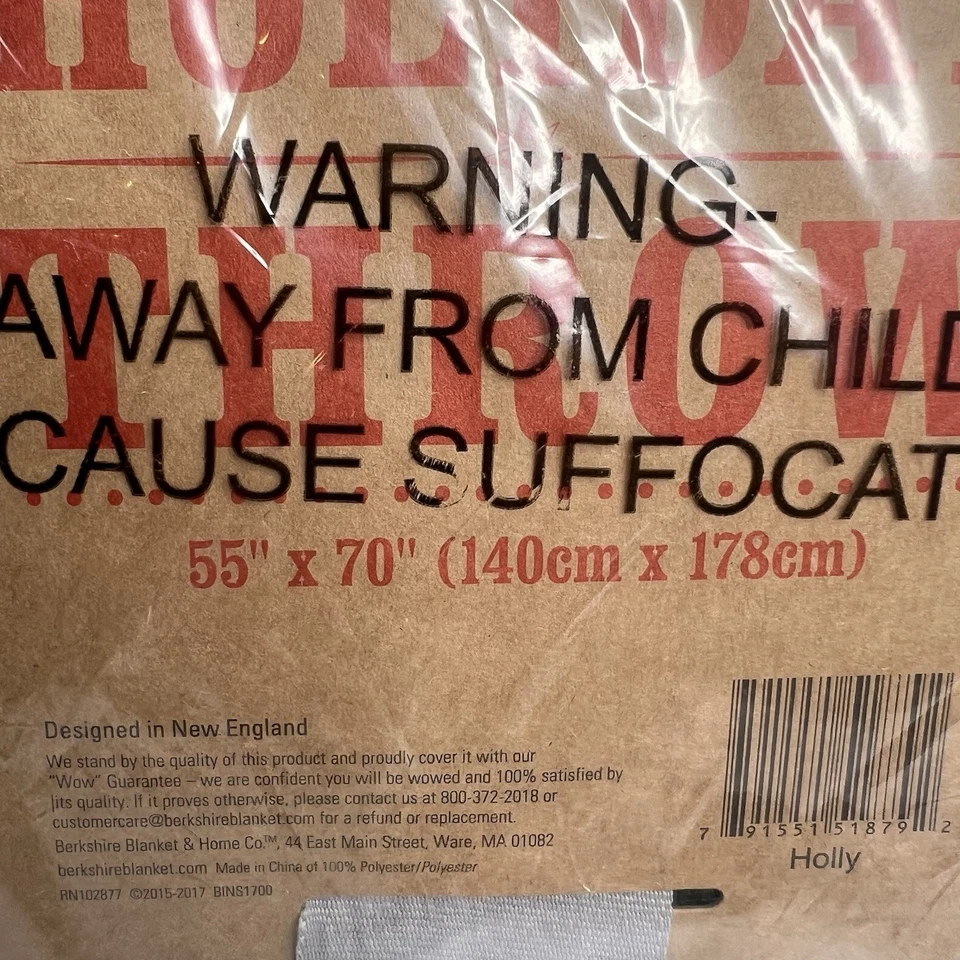 HOLIDAY
WARNING-
THROW
AWAY FROM CHILD
CAUSE SUFFOCAT
55" x 70" (140cm x 178cm)
Designed in New England
We stand by the quality of this product and proudly cover it with our
"Wow" Guarantee – we are confident you will be wowed and 100% satisfied by
its quality. If it proves otherwise, please contact us at 800-372-2018 or
customercare@berkshireblanket.com for a refund or replacement.
Berkshire Blanket & Home Co.™, 44 East Main Street, Ware, MA 01082
berkshireblanket.com Made in China of 100% Polyester/Polyester
RN102877 ©2015-2017 BINS1700
7 91551 51879 2
Holly